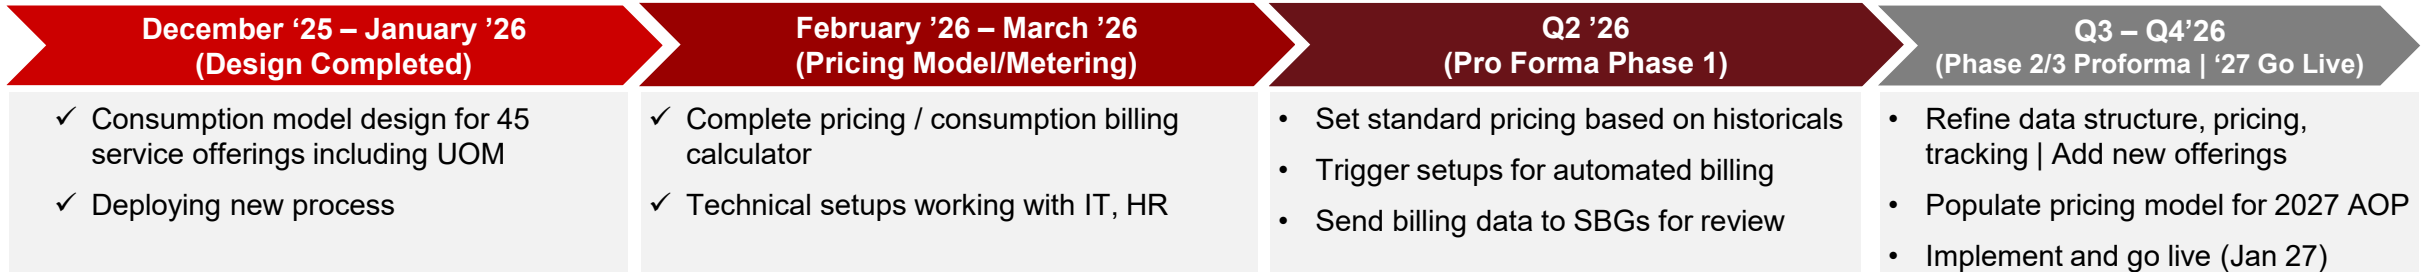 December ‘25 – January ’26
(Design Completed)
✓ Consumption model design for 45
service offerings including UOM
✓ Deploying new process
February ’26 – March ’26
(Pricing Model/Metering)
✓ Complete pricing / consumption billing
calculator
✓ Technical setups working with IT, HR
Q2 ’26
(Pro Forma Phase 1)
• Set standard pricing based on historicals
• Trigger setups for automated billing
• Send billing data to SBGs for review
Q3 – Q4’26
(Phase 2/3 Proforma | ‘27 Go Live)
• Refine data structure, pricing,
tracking | Add new offerings
• Populate pricing model for 2027 AOP
• Implement and go live (Jan 27)